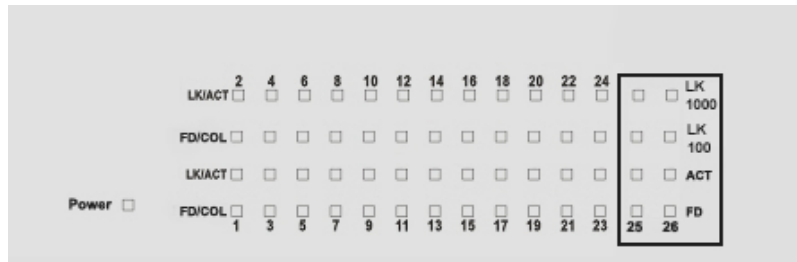 2 4 6 8 10 12 14 16 18 20 22 24
LK/ACT LK
1000
FD/COL LK
100
LK/ACT ACT
Power FD/COL FD
1 3 5 7 9 11 13 15 17 19 21 23 25 26